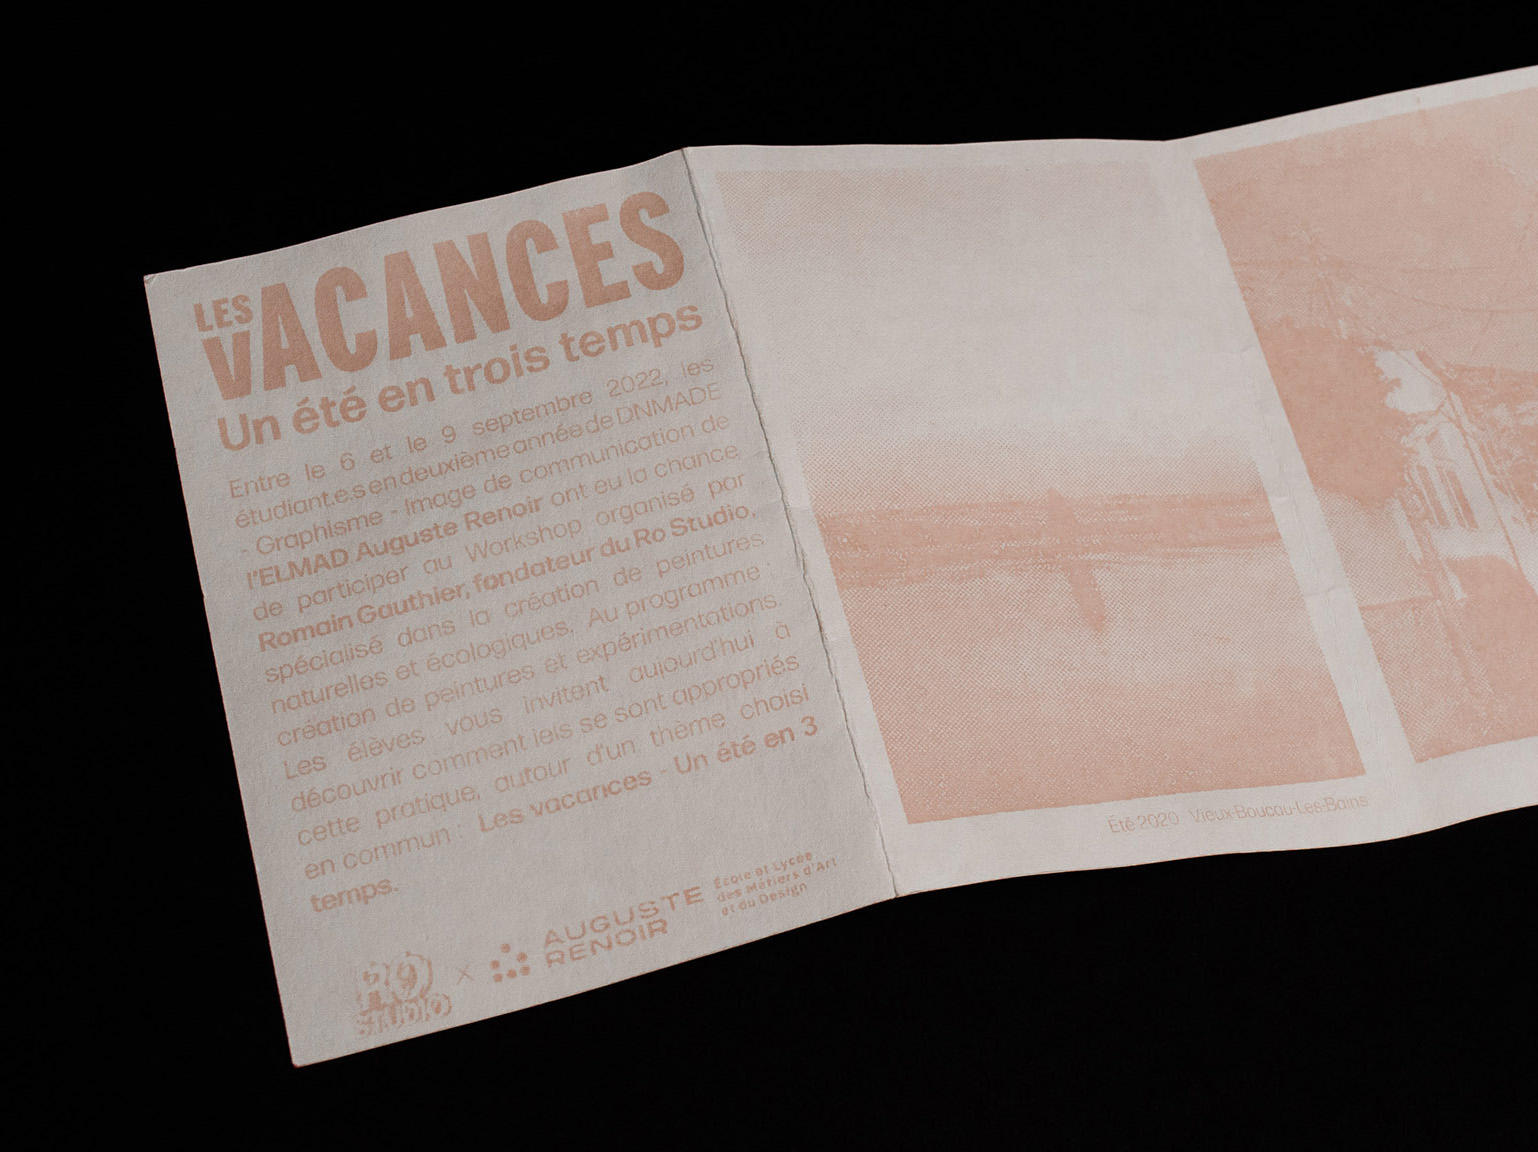 LES
VACANCES
Un été en trois temps
Entre le 6 et le 9 septembre 2022, les
étudiant.e.s en deuxième année de DNMADE
- Graphisme - Image de communication de
l'ELMAD Auguste Renoir ont eu la chance
de participer au Workshop organisé par
Romain Gauthier, fondateur du Ro Studio,
spécialisé dans la création de peintures
naturelles et écologiques. Au programme :
création de peintures et expérimentations.
Les élèves vous invitent aujourd'hui à
découvrir comment iels se sont appropriés
cette pratique, autour d'un thème choisi
en commun : Les vacances - Un été en 3
temps.
RO
STUDIO
×
AUGUSTE
RENOIR
École et Lycée
des Métiers d'Art
et du Design
Été 2020 Vieux-Boucau-Les-Bains